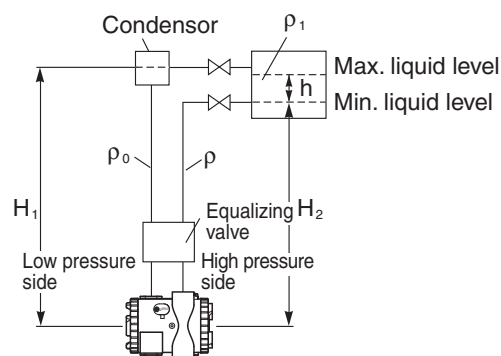 Condensor
ρ1
Max. liquid level
h
Min. liquid level
ρ0
ρ
H1
Equalizing
valve
H2
Low pressure
side
High pressure
side